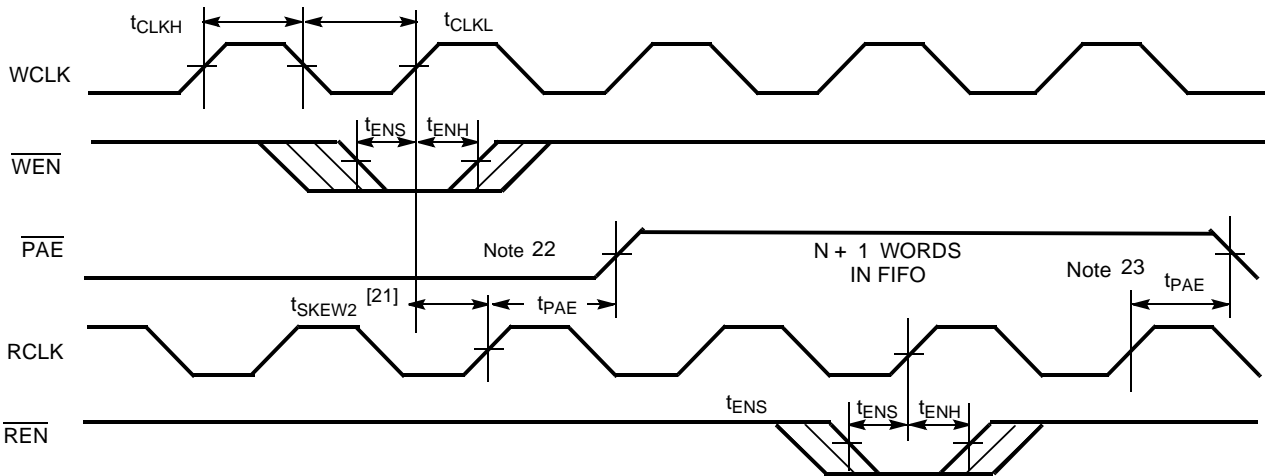 tCLKH
tCLKL
WCLK
tENS
tENH
WEN
PAE
Note 22
N + 1 WORDS
IN FIFO
Note 23
tPAE
tSKEW2 [21]
tPAE
RCLK
tENS
tENS
tENH
REN